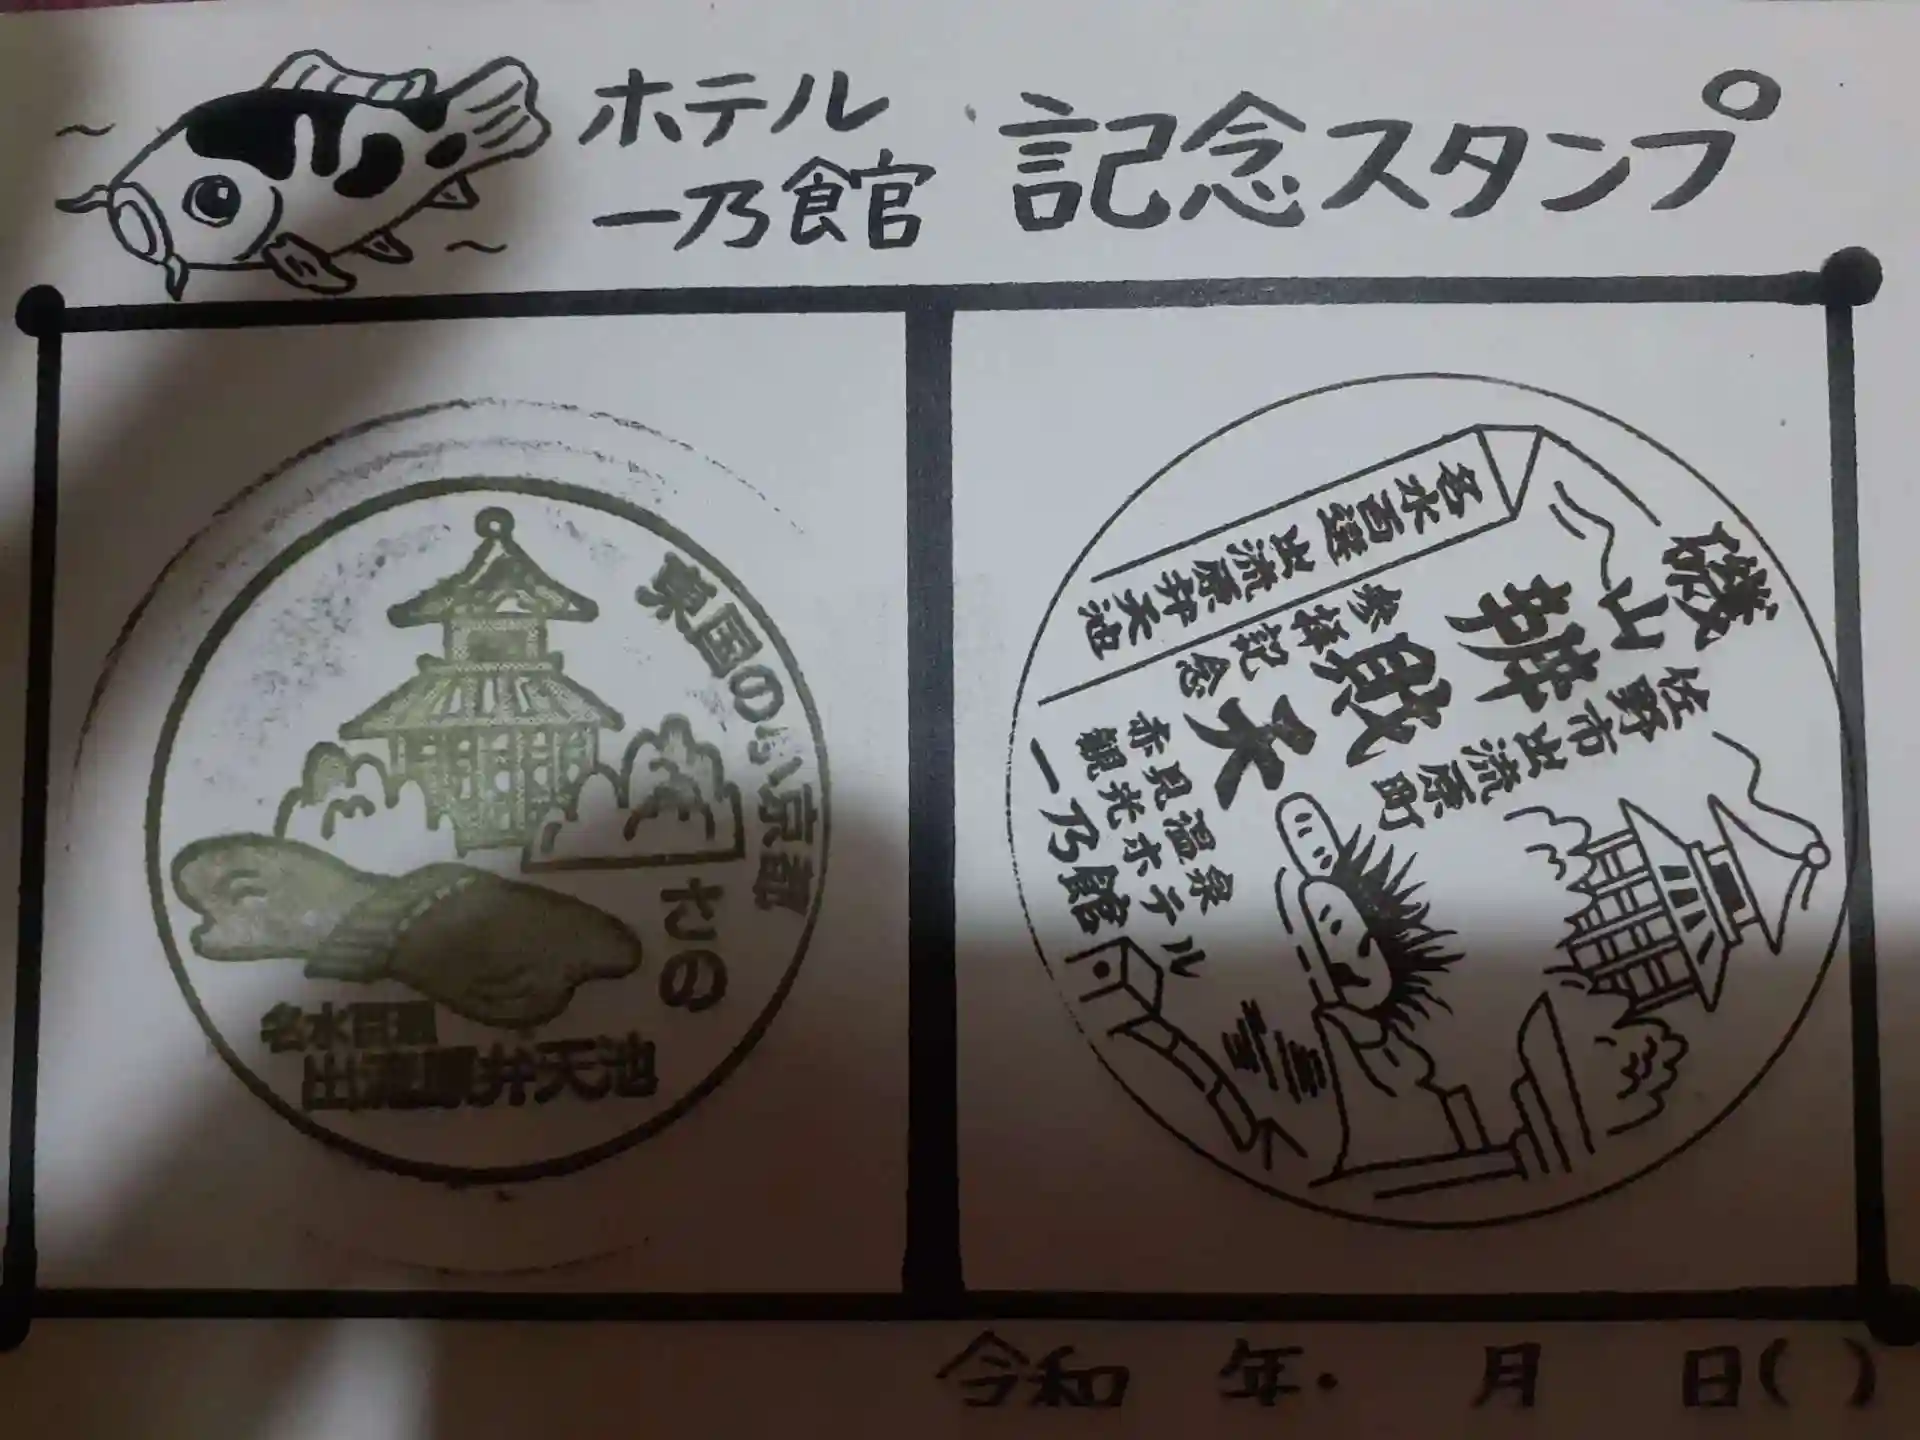 ホテル
一乃館
記念スタンプ
東国の小京都
さの
名水百選
出流原弁天池
名水百選出流原弁天池
磯山
辦財天
参拝記念
佐野市出流原町
赤見温泉
観光ホテル
一乃館
令和 年. 月 日( )